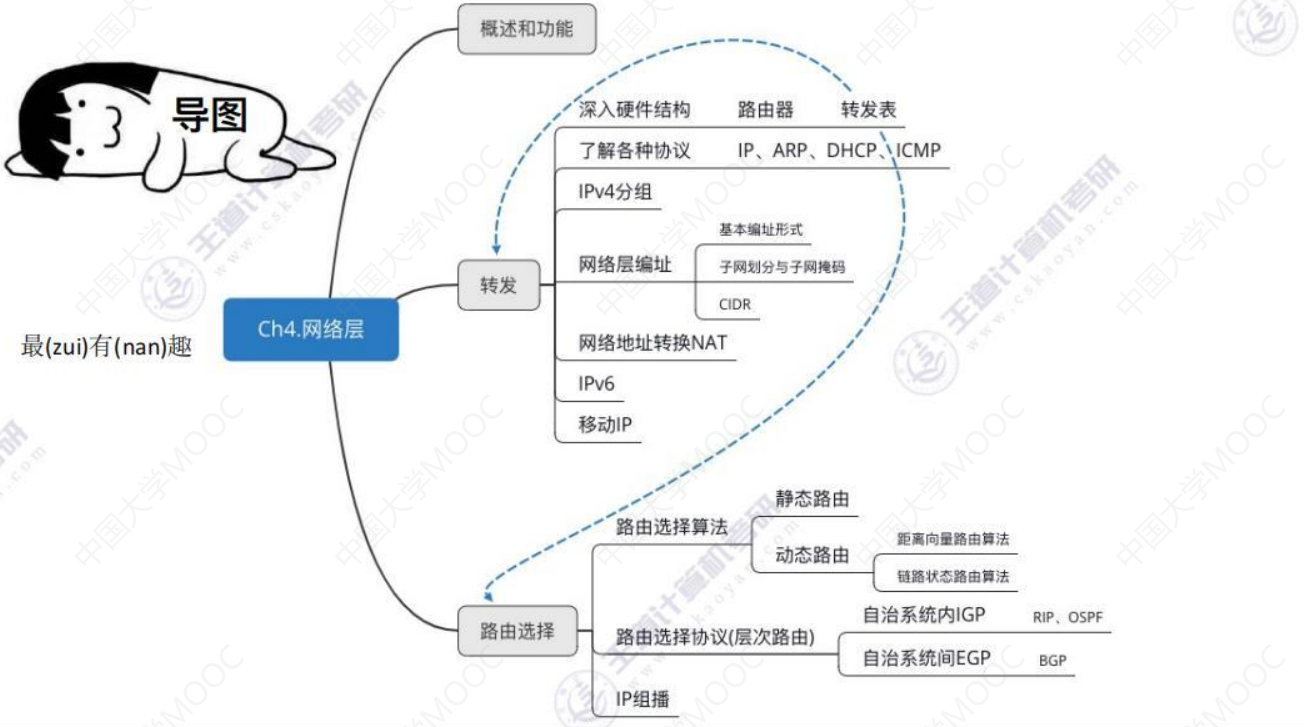 概述和功能
导图
深入硬件结构 路由器 转发表
了解各种协议 IP、ARP、DHCP、ICMP
IPv4分组
基本编址形式
网络层编址
子网划分与子网掩码
CIDR
转发
Ch4.网络层
最(zui)有(nan)趣
网络地址转换NAT
IPv6
移动IP
静态路由
路由选择算法
动态路由
距离向量路由算法
链路状态路由算法
路由选择
自治系统内IGP RIP、OSPF
路由选择协议(层次路由)
自治系统间EGP BGP
IP组播
中国大学MOOC
王道计算机考研
www.cskaoyan.com